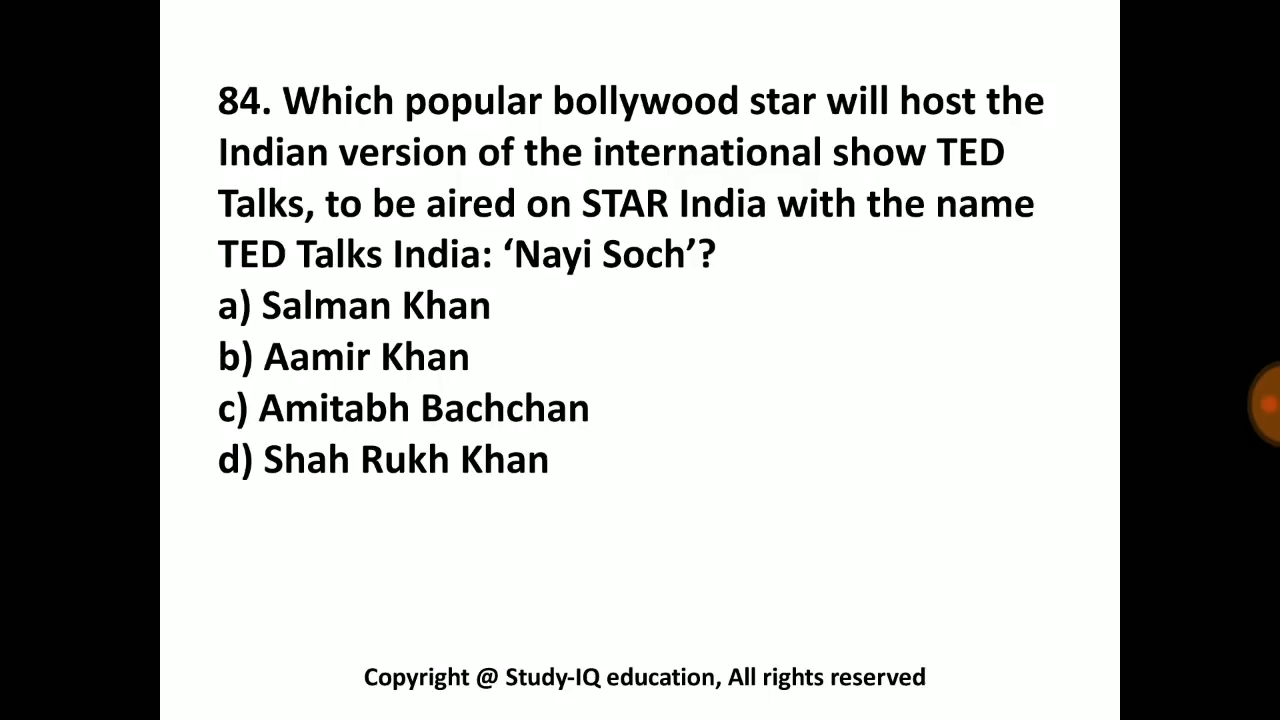 84. Which popular bollywood star will host the
Indian version of the international show TED
Talks, to be aired on STAR India with the name
TED Talks India: ‘Nayi Soch’?
a) Salman Khan
b) Aamir Khan
c) Amitabh Bachchan
d) Shah Rukh Khan
Copyright @ Study-IQ education, All rights reserved